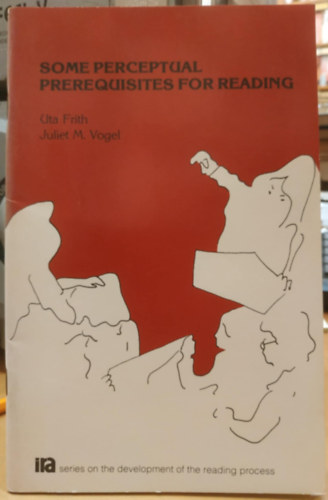 SOME PERCEPTUAL
PREREQUISITES FOR READING
Uta Frith
Juliet M. Vogel
ira series on the development of the reading process